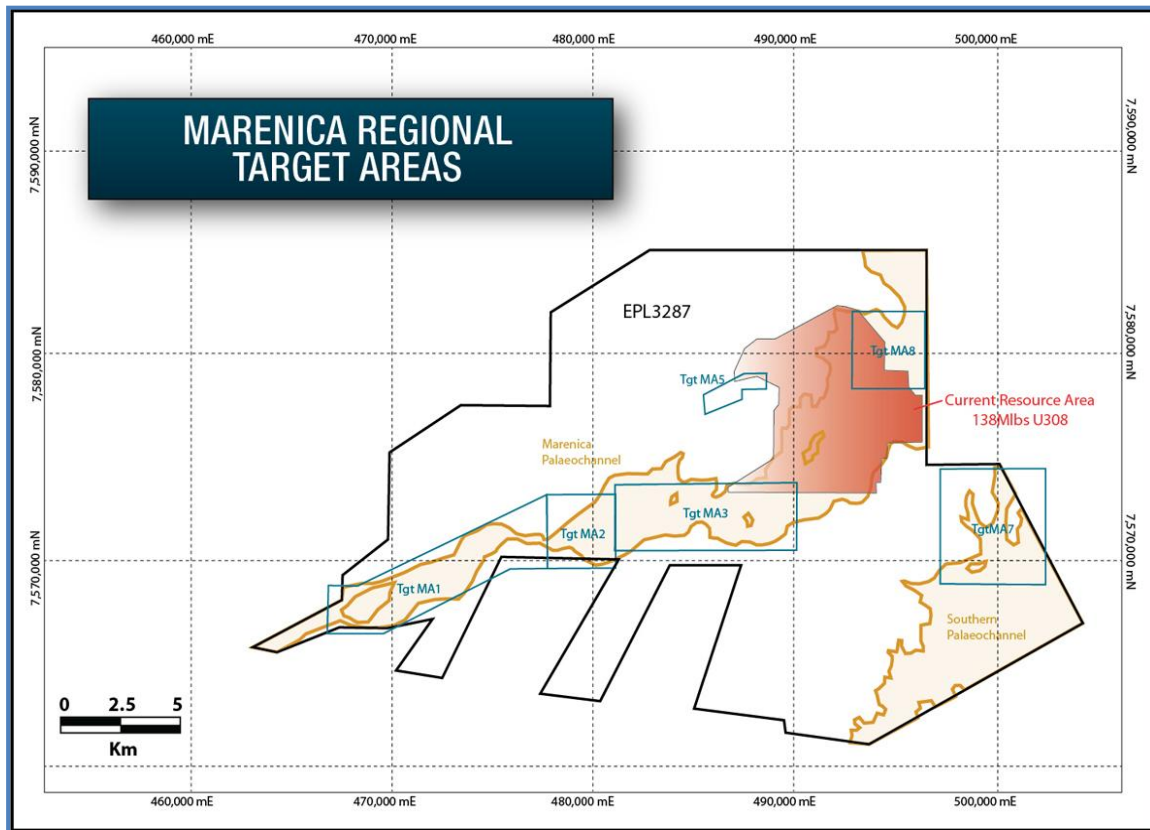 460,000 mE
470,000 mE
480,000 mE
490,000 mE
500,000 mE
7,590,000 mN
7,590,000 mN
MARENICA REGIONAL
TARGET AREAS
EPL3287
7,580,000 mN
Tgt MA8
7,580,000 mN
Tgt MA5
Current Resource Area
138Mlbs U308
Marenica
Palaeochannel
Tgt MA3
Tgt MA2
TgtMA7
7,570,000 mN
7,570,000 mN
Tgt MA1
Southern
Palaeochannel
0 2.5 5
Km
460,000 mE
470,000 mE
480,000 mE
490,000 mE
500,000 mE